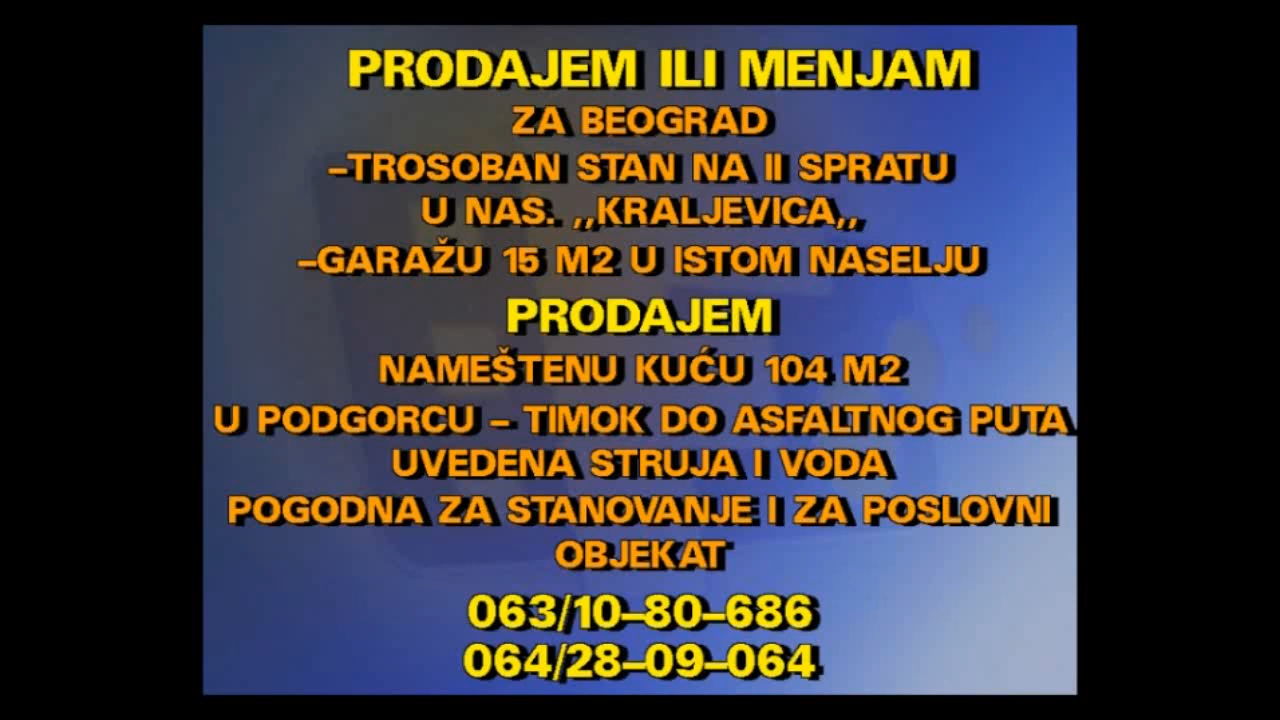 PRODAJEM ILI MENJAM
ZA BEOGRAD
–TROSOBAN STAN NA II SPRATU
U NAS. ,,KRALJEVICA,,
–GARAŽU 15 M2 U ISTOM NASELJU
PRODAJEM
NAMEŠTENU KUĆU 104 M2
U PODGORCU – TIMOK DO ASFALTNOG PUTA
UVEDENA STRUJA I VODA
POGODNA ZA STANOVANJE I ZA POSLOVNI
OBJEKAT
063/10–80–686
064/28–09–064